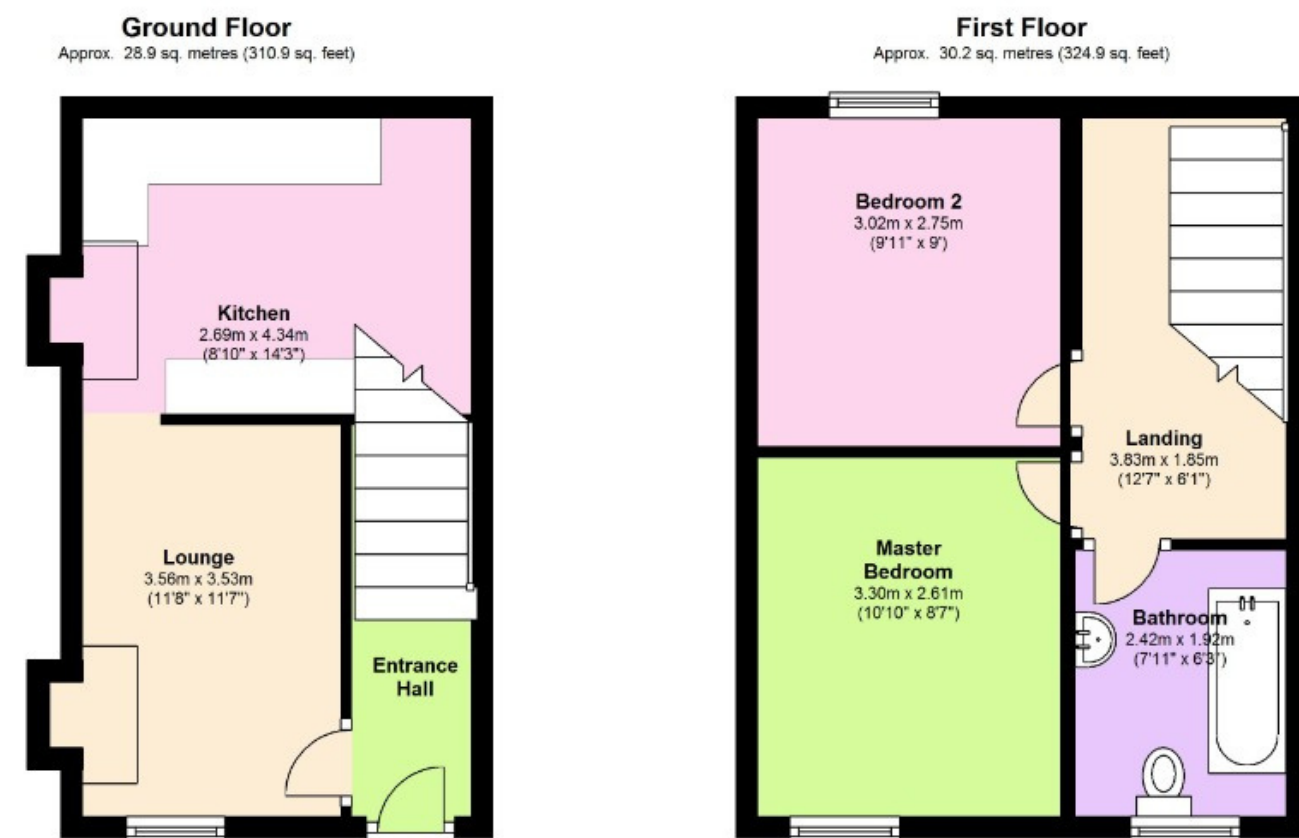 Ground Floor
Approx. 28.9 sq. metres (310.9 sq. feet)
Kitchen
2.69m x 4.34m
(8'10" x 14'3")
Lounge
3.56m x 3.53m
(11'8" x 11'7")
Entrance
Hall
First Floor
Approx. 30.2 sq. metres (324.9 sq. feet)
Bedroom 2
3.02m x 2.75m
(9'11" x 9')
Landing
3.83m x 1.85m
(12'7" x 6'1")
Master
Bedroom
3.30m x 2.61m
(10'10" x 8'7")
Bathroom
2.42m x 1.92m
(7'11" x 6'3")